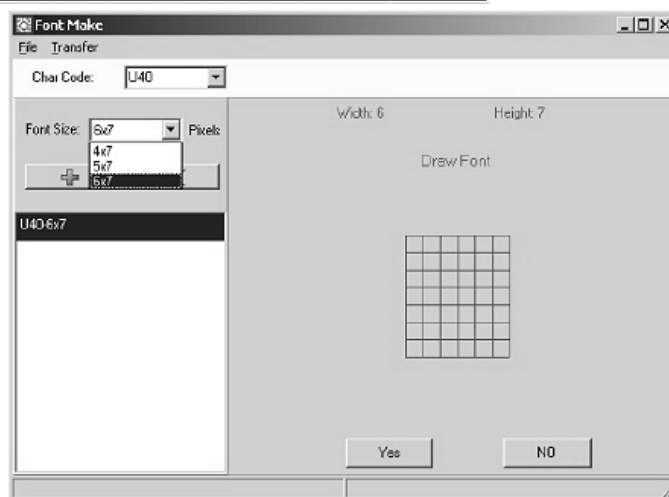 Font Make
File Transfer
Char Code: U40
Font Size: 6x7 Pixels
4x7
5x7
6x7
U40-6x7
Width: 6 Height: 7
Draw Font
Yes NO